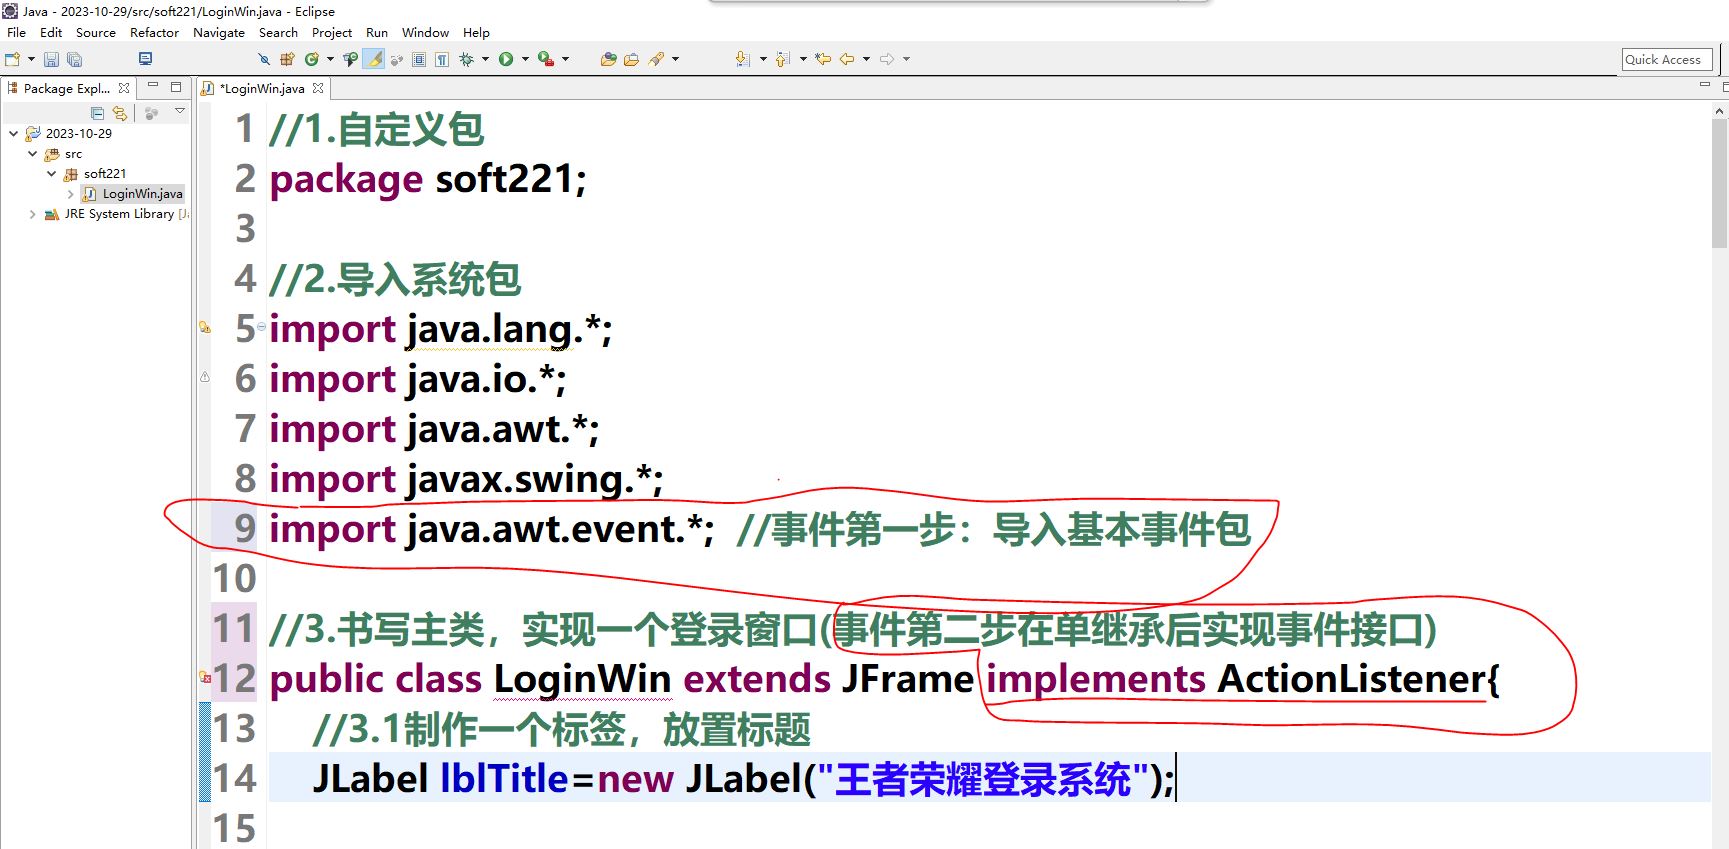 Java - 2023-10-29/src/soft221/LoginWin.java - Eclipse
File Edit Source Refactor Navigate Search Project Run Window Help
Quick Access
Package Expl...
*LoginWin.java
2023-10-29
src
soft221
LoginWin.java
JRE System Library [Ja
1 //1.自定义包
2 package soft221;
3
4 //2.导入系统包
5 import java.lang.*;
6 import java.io.*;
7 import java.awt.*;
8 import javax.swing.*;
9 import java.awt.event.*; //事件第一步：导入基本事件包
10
11 //3.书写主类，实现一个登录窗口(事件第二步在单继承后实现事件接口)
12 public class LoginWin extends JFrame implements ActionListener{
13 //3.1制作一个标签，放置标题
14 JLabel lblTitle=new JLabel("王者荣耀登录系统");
15